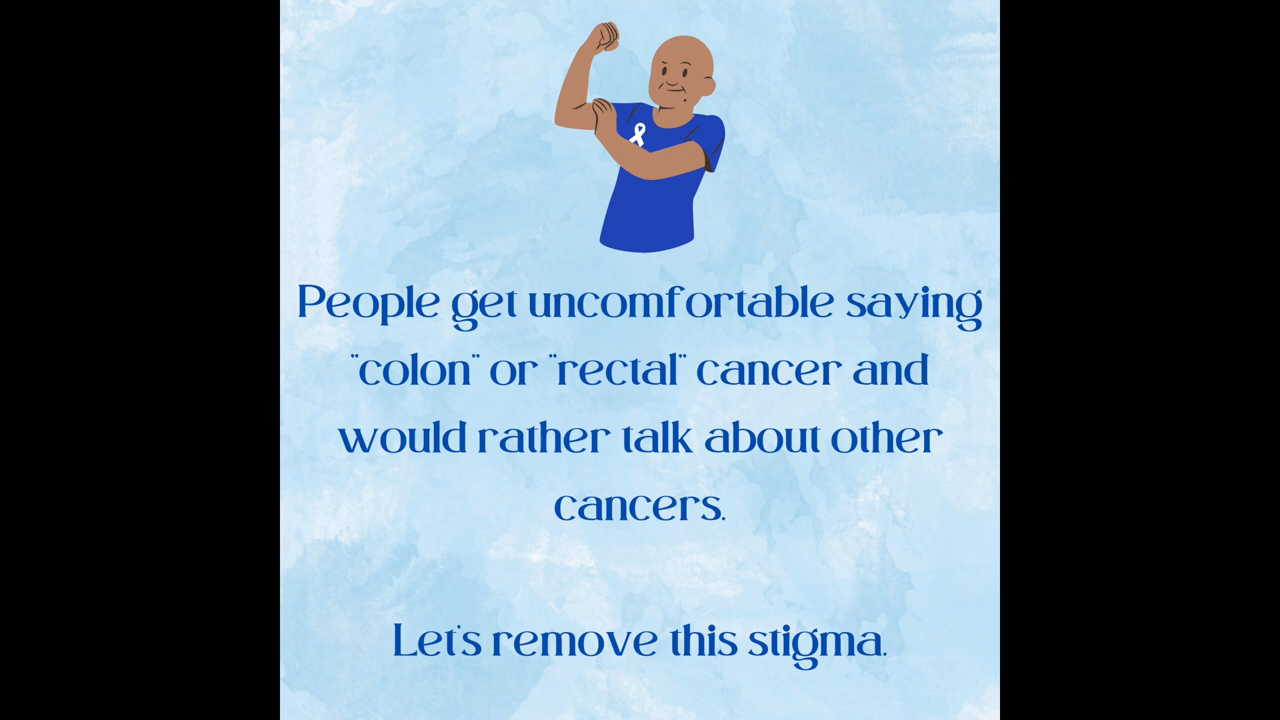 People get uncomfortable saying
"colon" or "rectal" cancer and
would rather talk about other
cancers.
Let's remove this stigma.